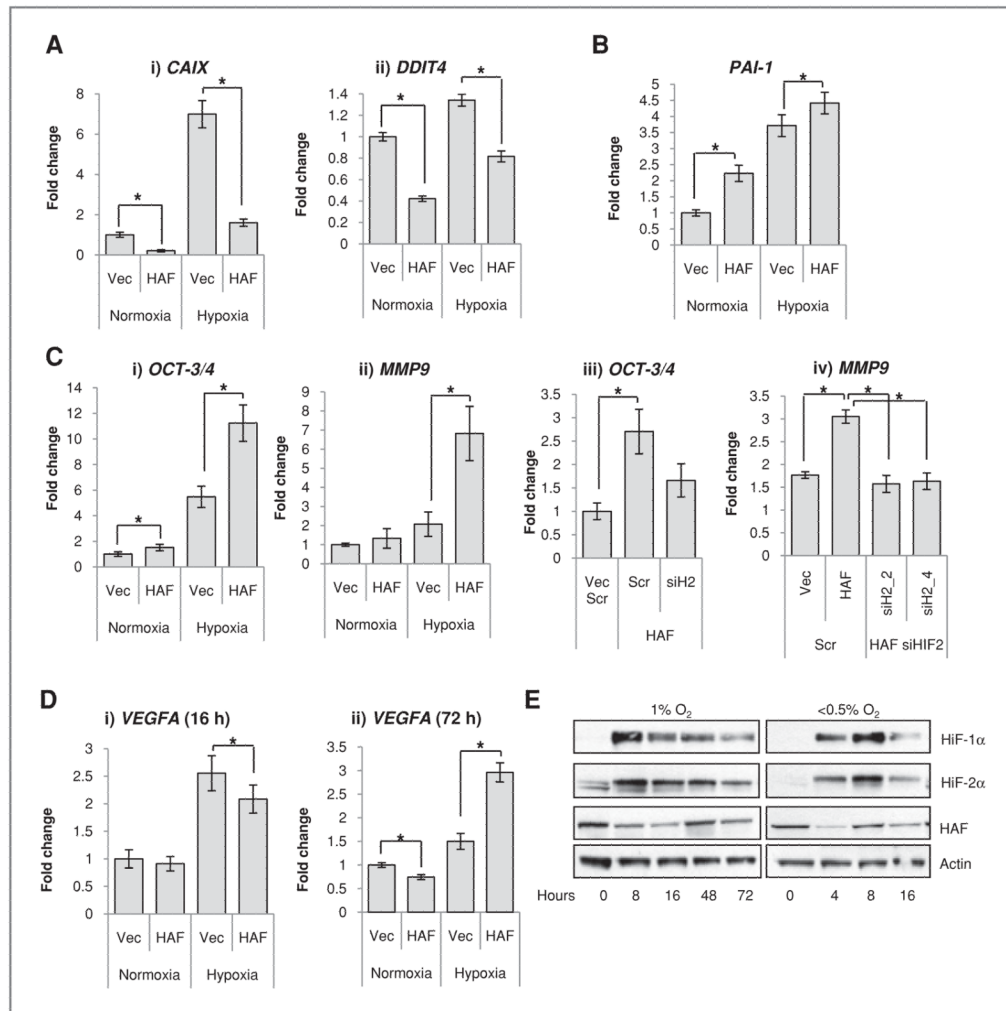 A
i) CAIX
Fold change
8
6
4
2
0
*
*
Vec HAF Vec HAF
Normoxia Hypoxia
ii) DDIT4
Fold change
1.4
1.2
1
0.8
0.6
0.4
0.2
0
*
*
Vec HAF Vec HAF
Normoxia Hypoxia
B
PAI-1
Fold change
5
4.5
4
3.5
3
2.5
2
1.5
1
0.5
0
*
*
Vec HAF Vec HAF
Normoxia Hypoxia
C
i) OCT-3/4
Fold change
14
12
10
8
6
4
2
0
*
*
Vec HAF Vec HAF
Normoxia Hypoxia
ii) MMP9
Fold change
9
8
7
6
5
4
3
2
1
0
*
Vec HAF Vec HAF
Normoxia Hypoxia
iii) OCT-3/4
Fold change
3.5
3
2.5
2
1.5
1
0.5
0
*
Vec Scr siH2
Scr
HAF
iv) MMP9
Fold change
3.5
3
2.5
2
1.5
1
0.5
0
* * *
Vec HAF siH2_2 siH2_4
Scr HAF siHIF2
D
i) VEGFA (16 h)
Fold change
3
2.5
2
1.5
1
0.5
0
*
Vec HAF Vec HAF
Normoxia Hypoxia
ii) VEGFA (72 h)
Fold change
3.5
3
2.5
2
1.5
1
0.5
0
*
*
Vec HAF Vec HAF
Normoxia Hypoxia
E
1% O2 <0.5% O2
HiF-1α
HiF-2α
HAF
Actin
Hours 0 8 16 48 72 0 4 8 16